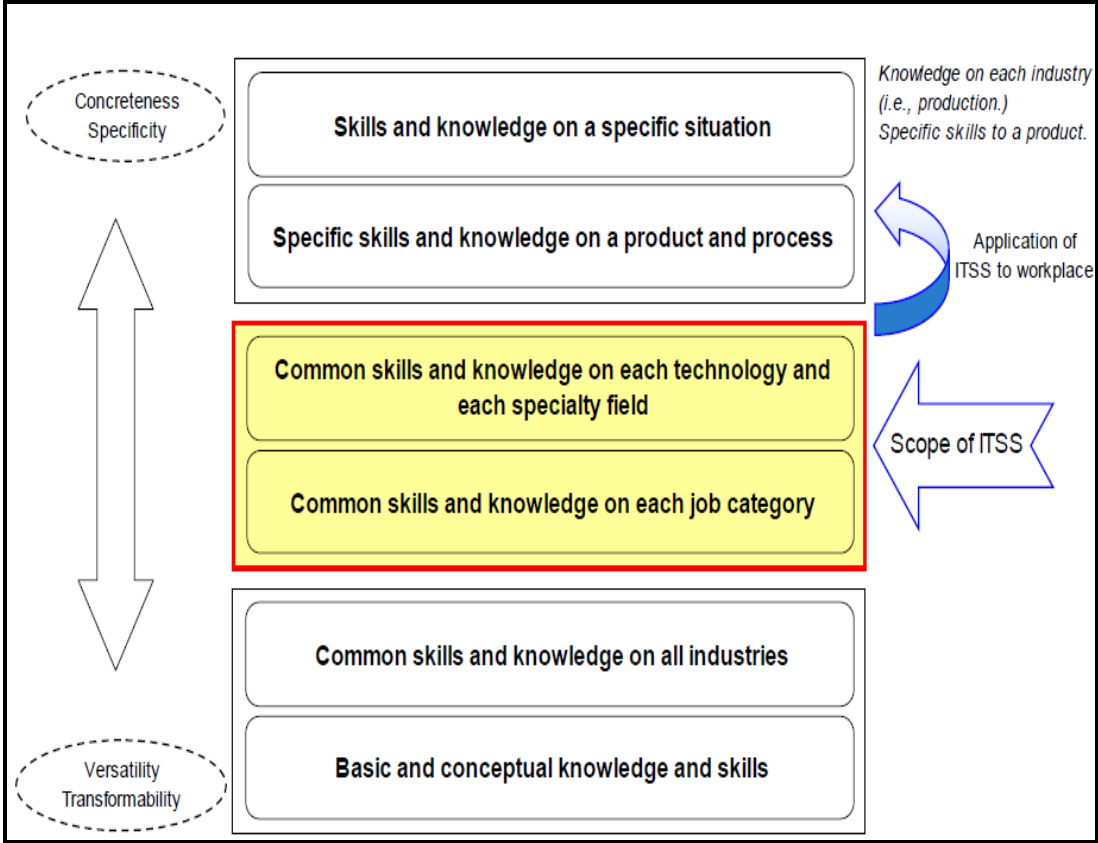 Concreteness
Specificity
Skills and knowledge on a specific situation
Knowledge on each industry
(i.e., production.)
Specific skills to a product.
Specific skills and knowledge on a product and process
Application of
ITSS to workplace
Common skills and knowledge on each technology and
each specialty field
Scope of ITSS
Common skills and knowledge on each job category
Common skills and knowledge on all industries
Basic and conceptual knowledge and skills
Versatility
Transformability